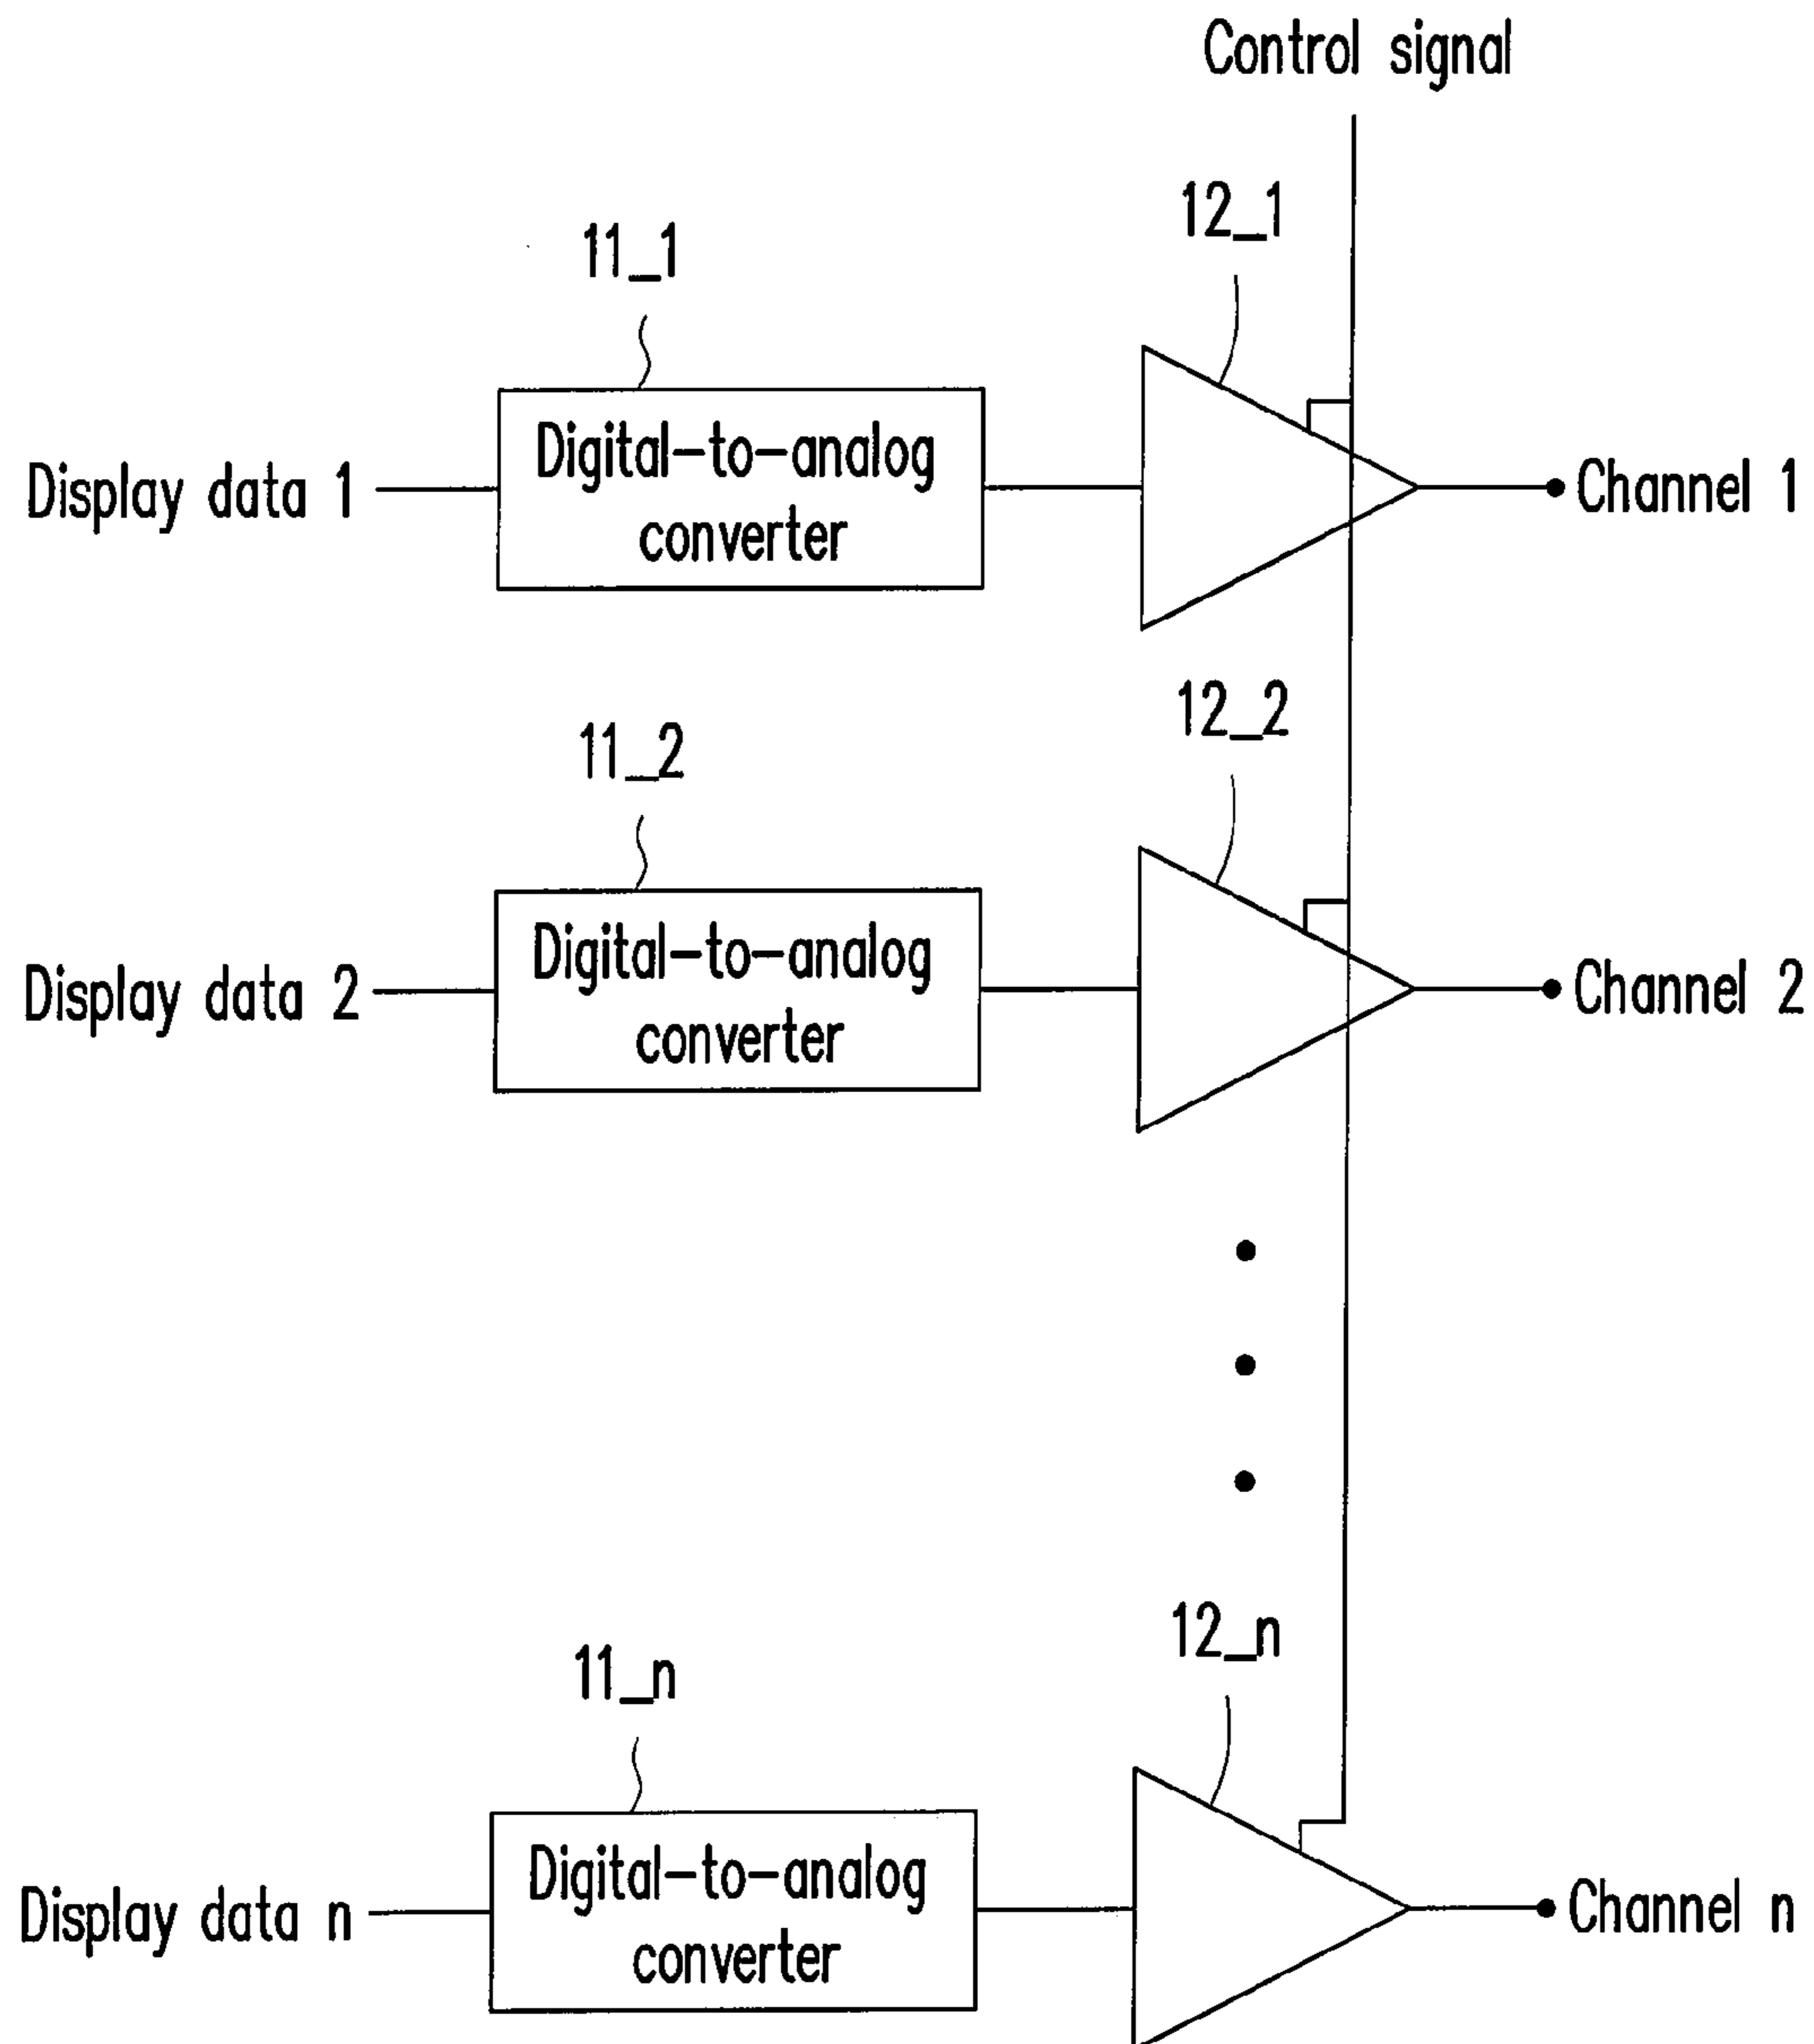 Control signal
12_1
11_1
Display data 1
Digital-to-analog
converter
Channel 1
12_2
11_2
Display data 2
Digital-to-analog
converter
Channel 2
12_n
11_n
Display data n
Digital-to-analog
converter
Channel n